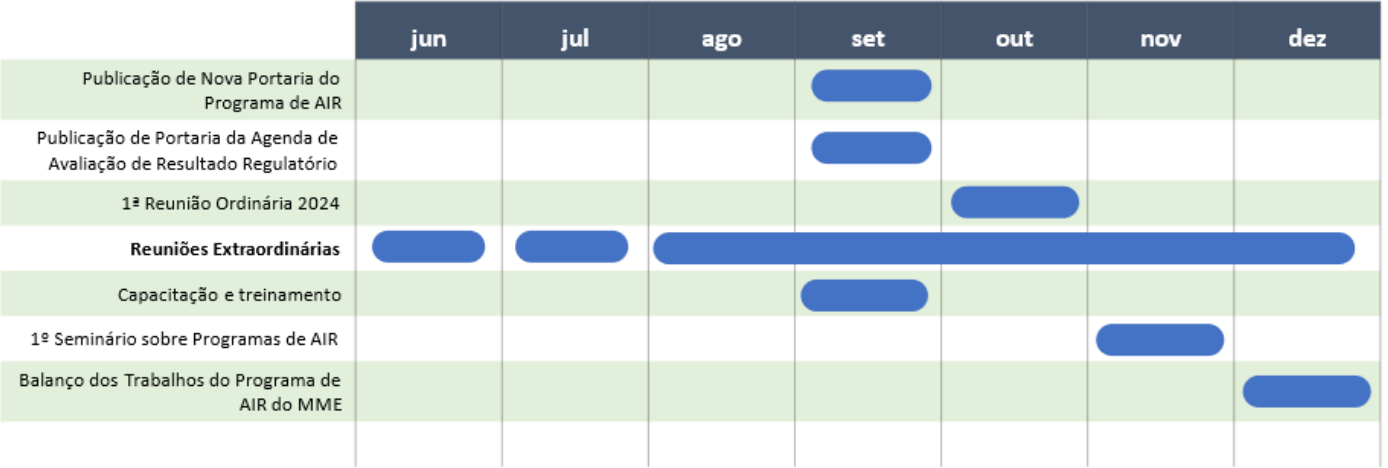 jun jul ago set out nov dez
Publicação de Nova Portaria do
Programa de AIR
Publicação de Portaria da Agenda de
Avaliação de Resultado Regulatório
1ª Reunião Ordinária 2024
Reuniões Extraordinárias
Capacitação e treinamento
1º Seminário sobre Programas de AIR
Balanço dos Trabalhos do Programa de
AIR do MME